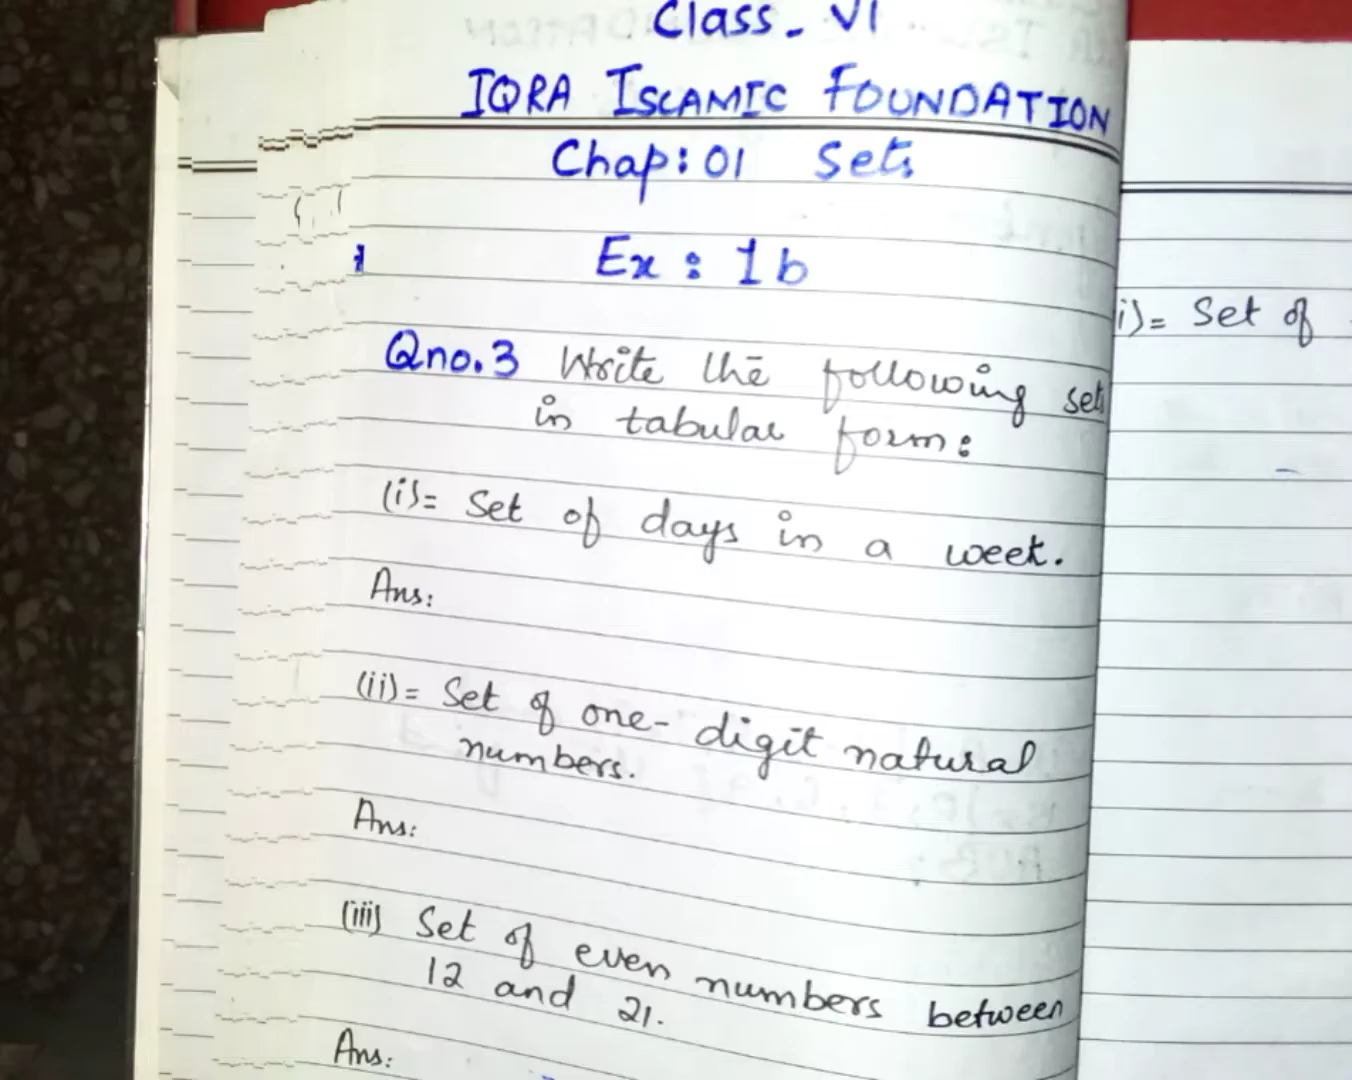 Class - VI
IQRA ISLAMIC FOUNDATION
Chap: 01 Sets
Ex : 1b
Qno.3 Write the following sets
in tabular form:
(i)= Set of days in a week.
Ans:
(ii)= Set of one-digit natural
numbers.
Ans:
(iii) Set of even numbers between
12 and 21.
Ans:
i)= Set of